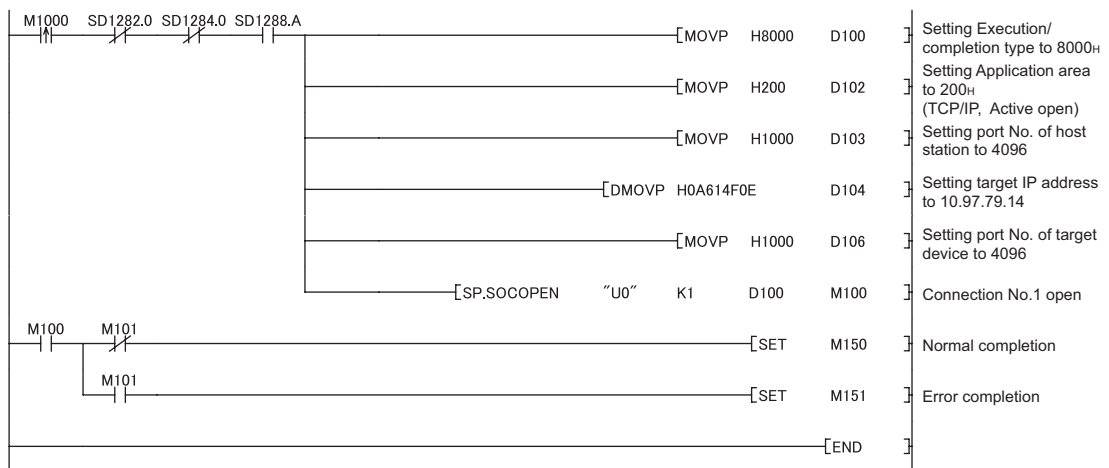 M1000 SD1282.0 SD1284.0 SD1288.A
MOVP H8000 D100
Setting Execution/
completion type to 8000H
MOVP H200 D102
Setting Application area
to 200H
(TCP/IP, Active open)
MOVP H1000 D103
Setting port No. of host
station to 4096
DMOVP H0A614F0E D104
Setting target IP address
to 10.97.79.14
MOVP H1000 D106
Setting port No. of target
device to 4096
SP.SOCOPEN "U0" K1 D100 M100
Connection No.1 open
M100 M101
SET M150
Normal completion
M101
SET M151
Error completion
END